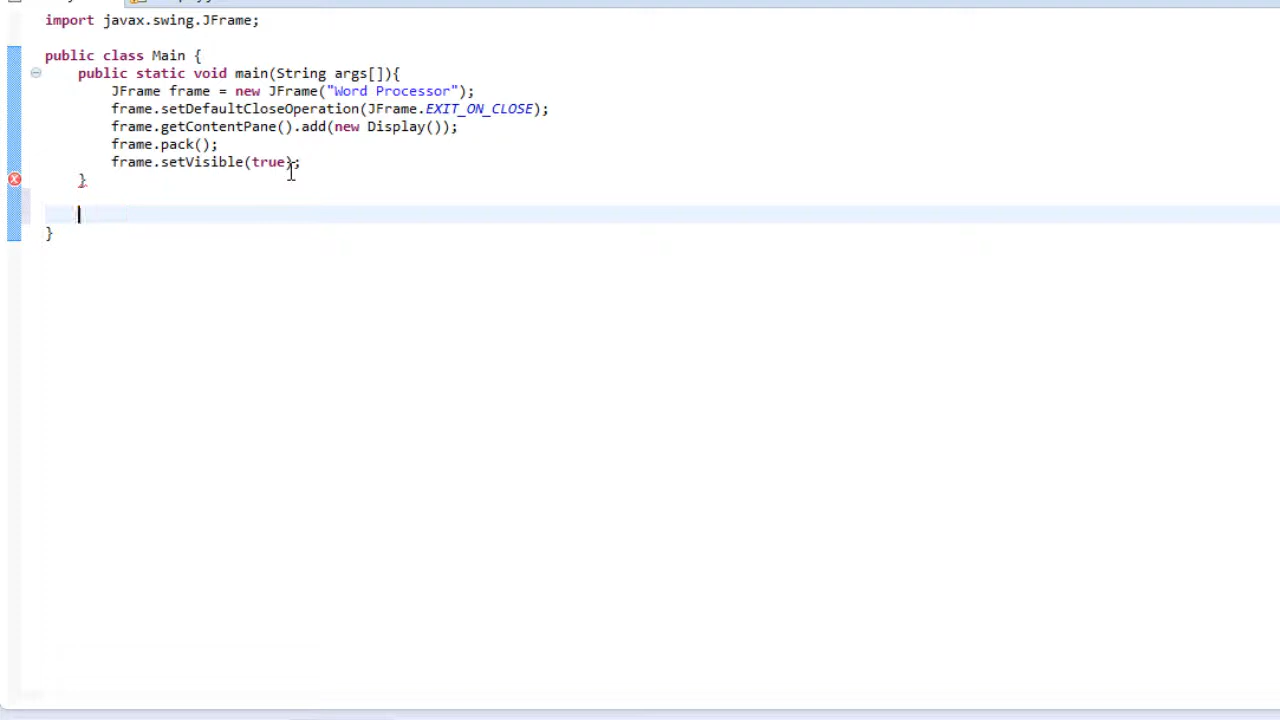 import javax.swing.JFrame;
public class Main {
public static void main(String args[]){
JFrame frame = new JFrame("Word Processor");
frame.setDefaultCloseOperation(JFrame.EXIT_ON_CLOSE);
frame.getContentPane().add(new Display());
frame.pack();
frame.setVisible(true);
}
}